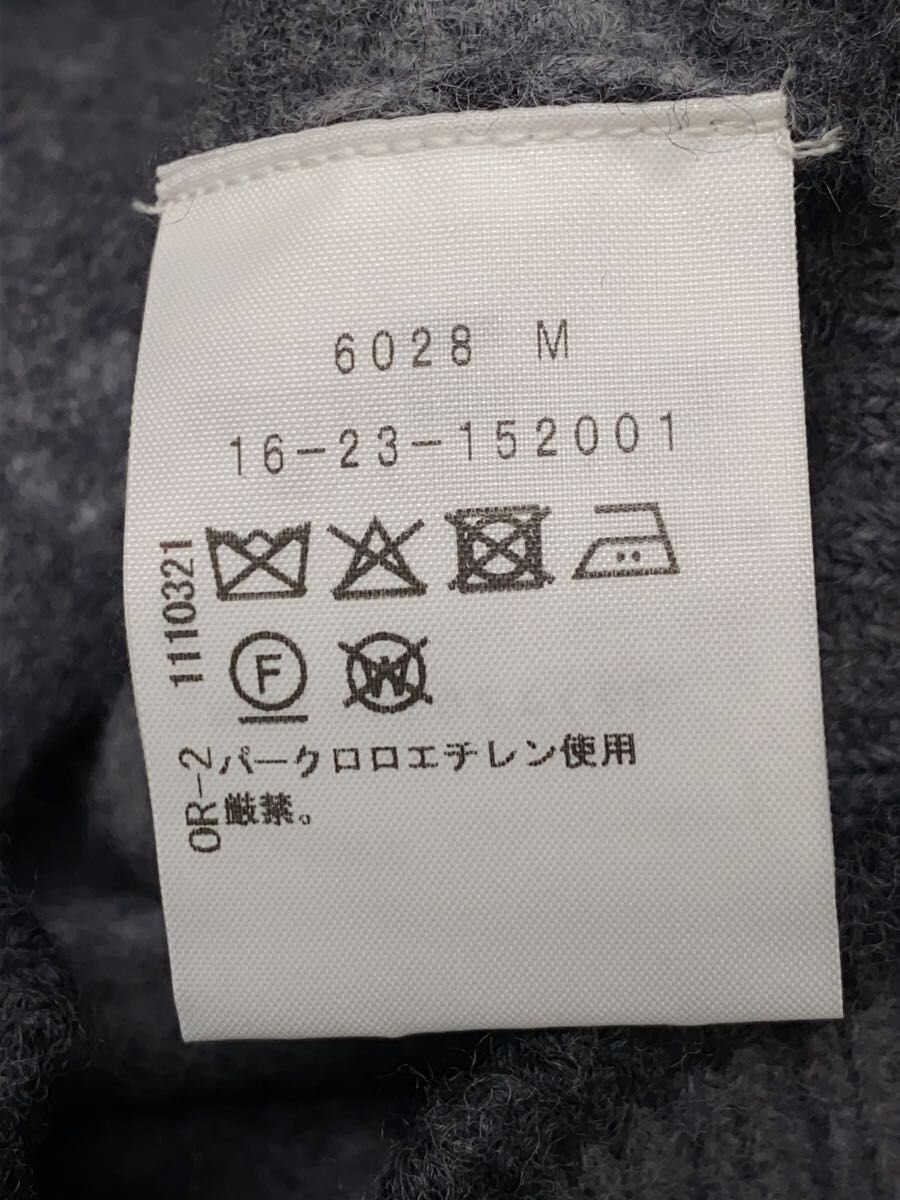 6028 M
16-23-152001
1110321
F
W
OR-2
パークロロエチレン使用
厳禁。